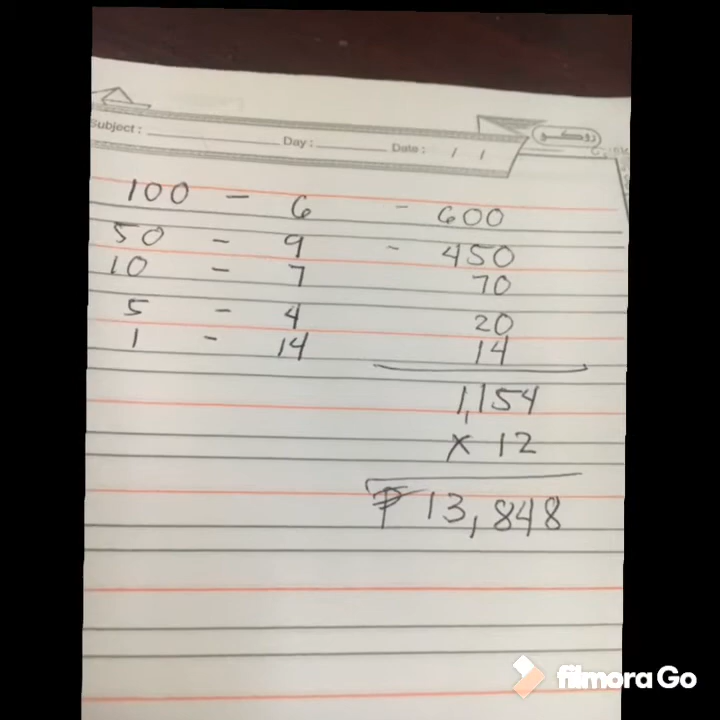 Subject :
Day :
Date : / /
100 - 6 - 600
50 - 9 - 450
10 - 7 70
5 - 4 20
1 - 14 14
1,154
x 12
₱ 13,848
filmora Go